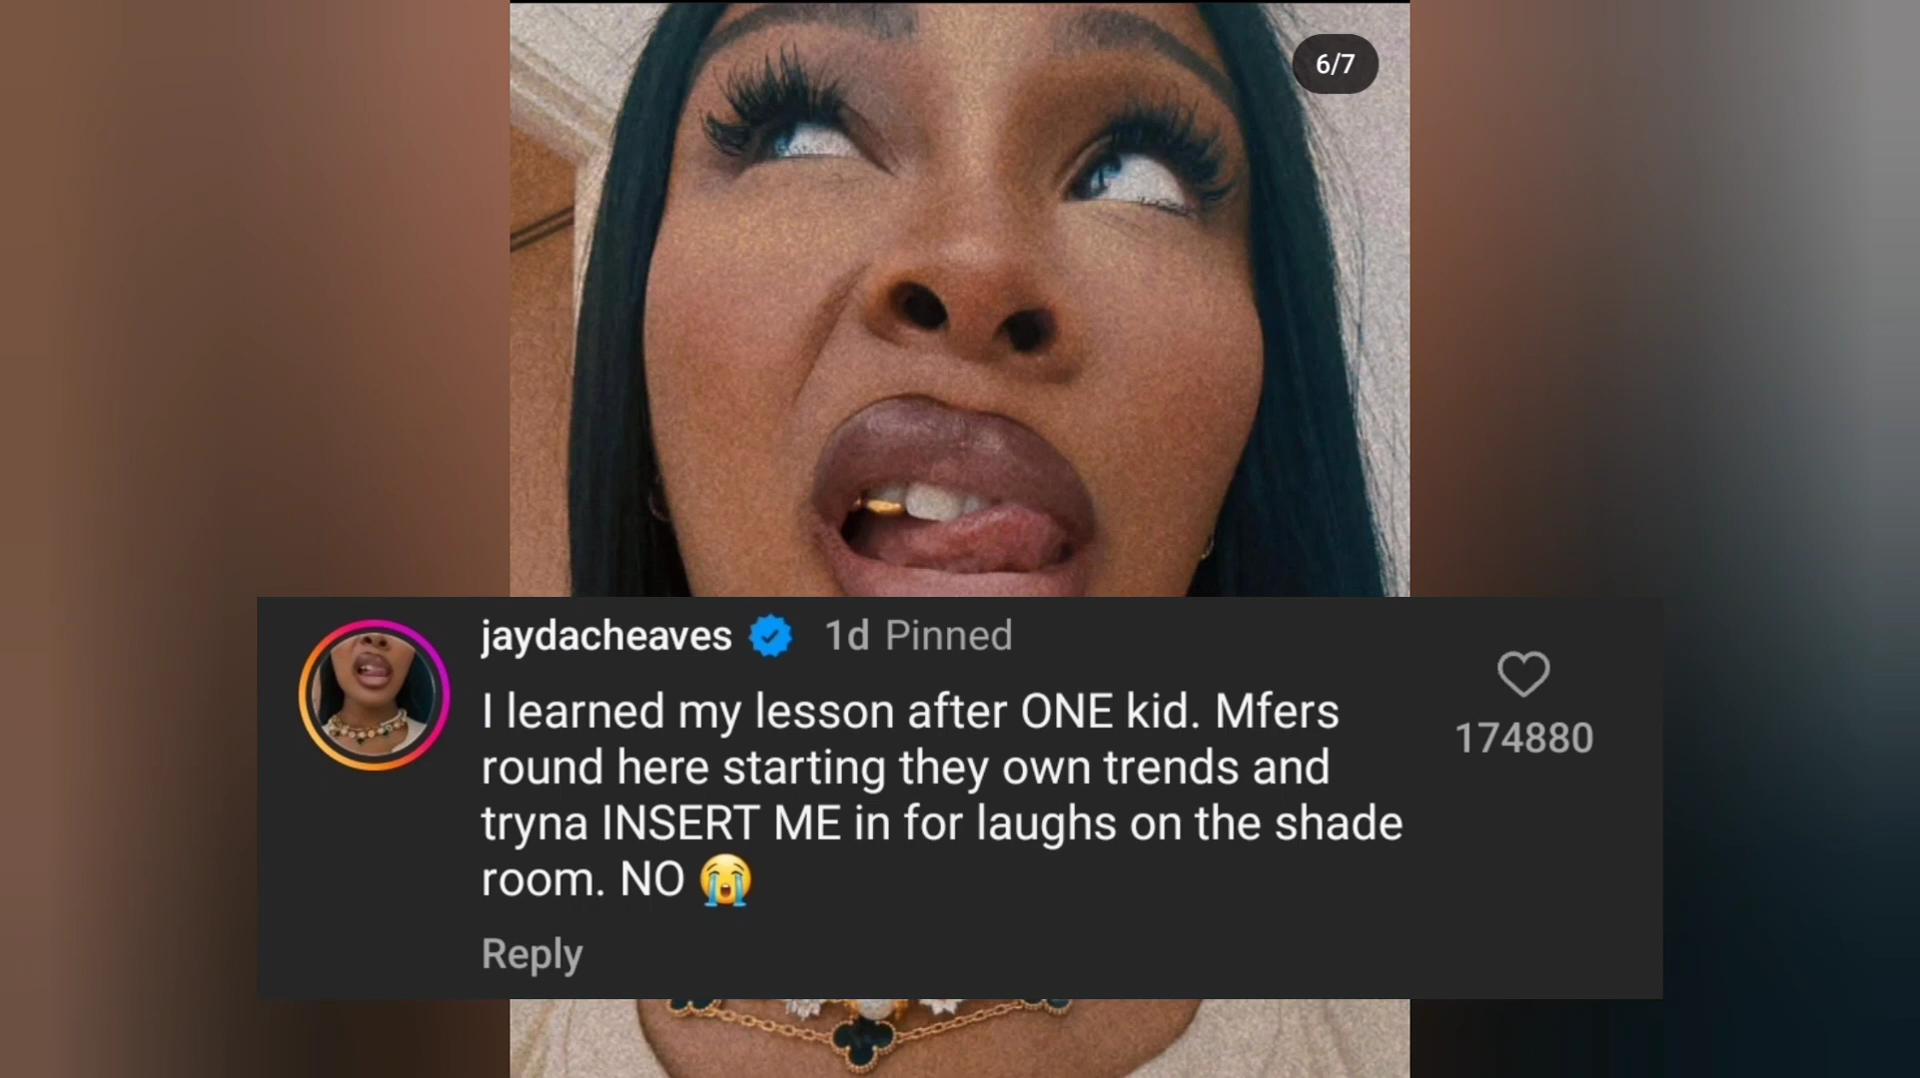 6/7
jaydacheaves 1d Pinned
I learned my lesson after ONE kid. Mfers
round here starting they own trends and
tryna INSERT ME in for laughs on the shade
room. NO 😭
174880
Reply